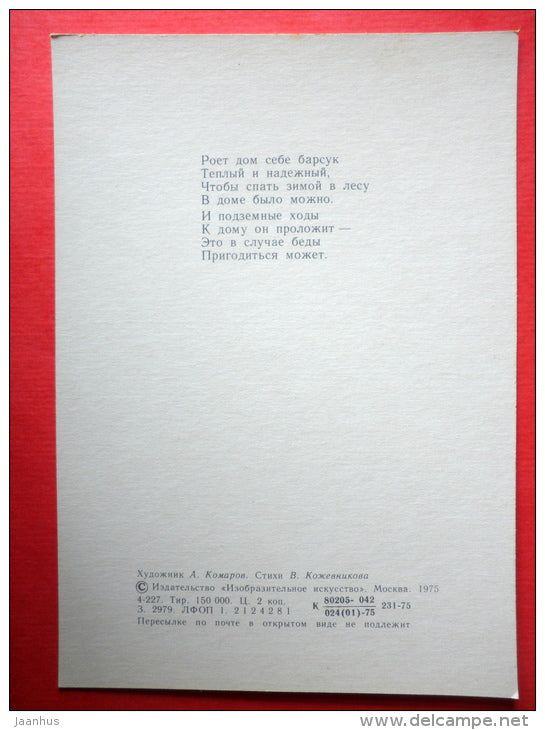 Роет дом себе барсук
Теплый и надежный,
Чтобы спать зимой в лесу
В доме было можно.
И подземные ходы
К дому он проложит —
Это в случае беды
Пригодиться может.
Художник А. Комаров. Стихи В. Кожевникова
© Издательство «Изобразительное искусство». Москва. 1975
4-227. Тир. 150 000. Ц. 2 коп.
З. 2979. ЛФОП 1. 2124281
К 80205-042 / 024(01)-75 231-75
Пересылке по почте в открытом виде не подлежит
jaanhus
www.delcampe.net